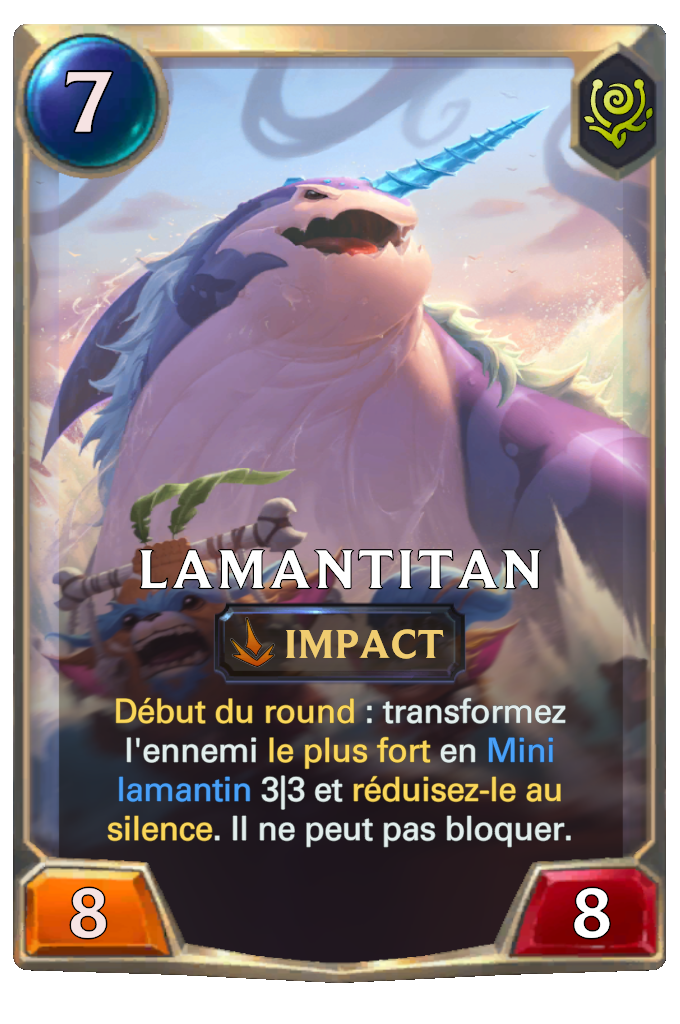 7
LAMANTITAN
IMPACT
Début du round : transformez
l'ennemi le plus fort en Mini
lamantin 3|3 et réduisez-le au
silence. Il ne peut pas bloquer.
8
8